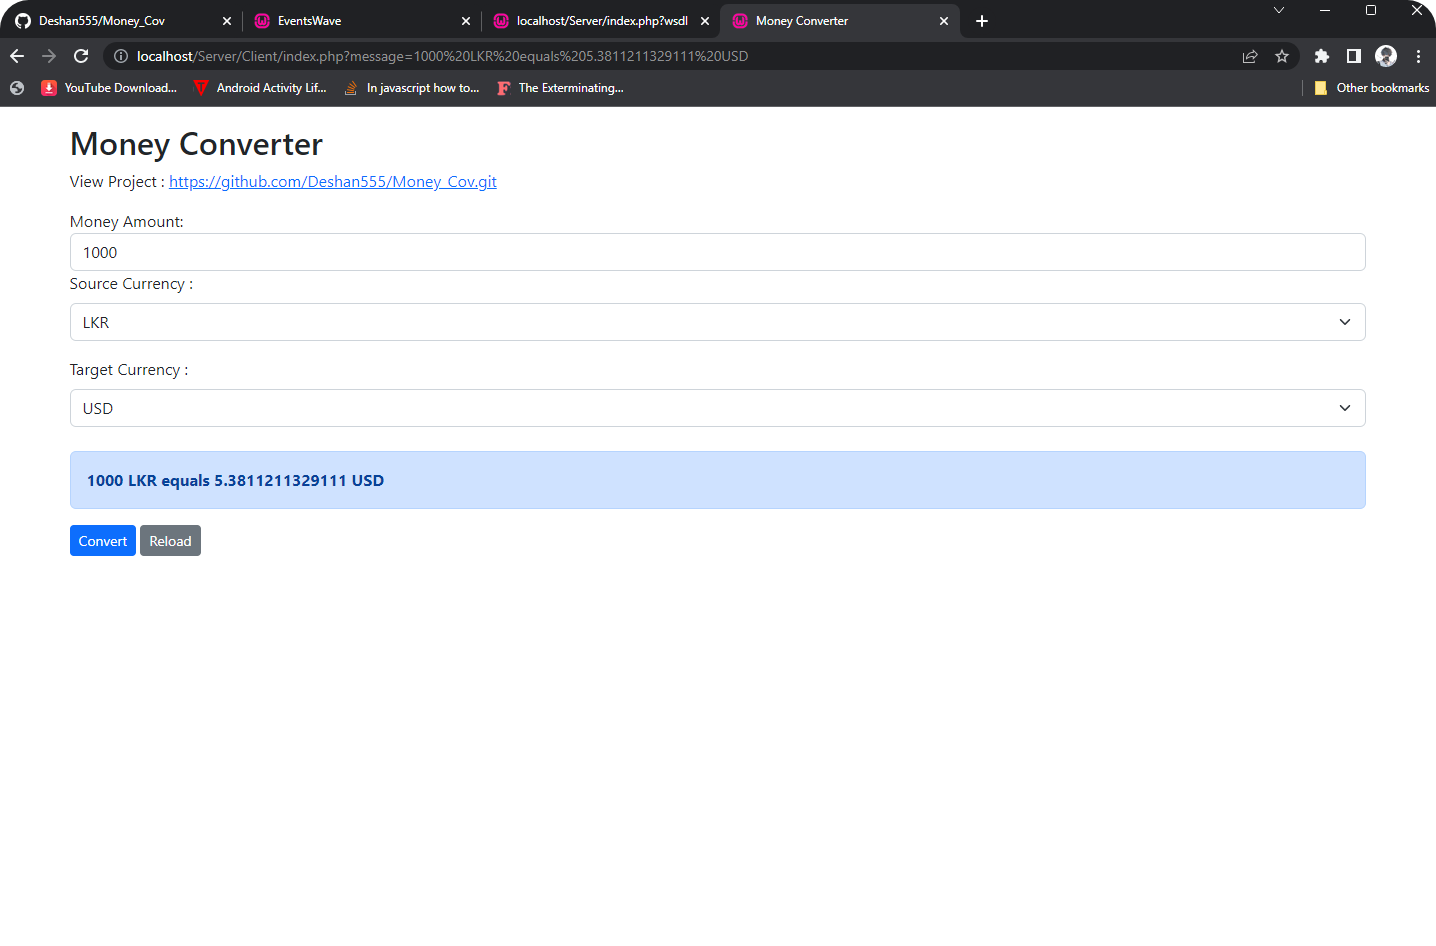 Deshan555/Money_Cov
EventsWave
localhost/Server/index.php?wsdl
Money Converter
localhost/Server/Client/index.php?message=1000%20LKR%20equals%205.3811211329111%20USD
YouTube Download...
Android Activity Lif...
In javascript how to...
The Exterminating...
Other bookmarks
Money Converter
View Project : https://github.com/Deshan555/Money_Cov.git
Money Amount:
1000
Source Currency :
LKR
Target Currency :
USD
1000 LKR equals 5.3811211329111 USD
Convert Reload